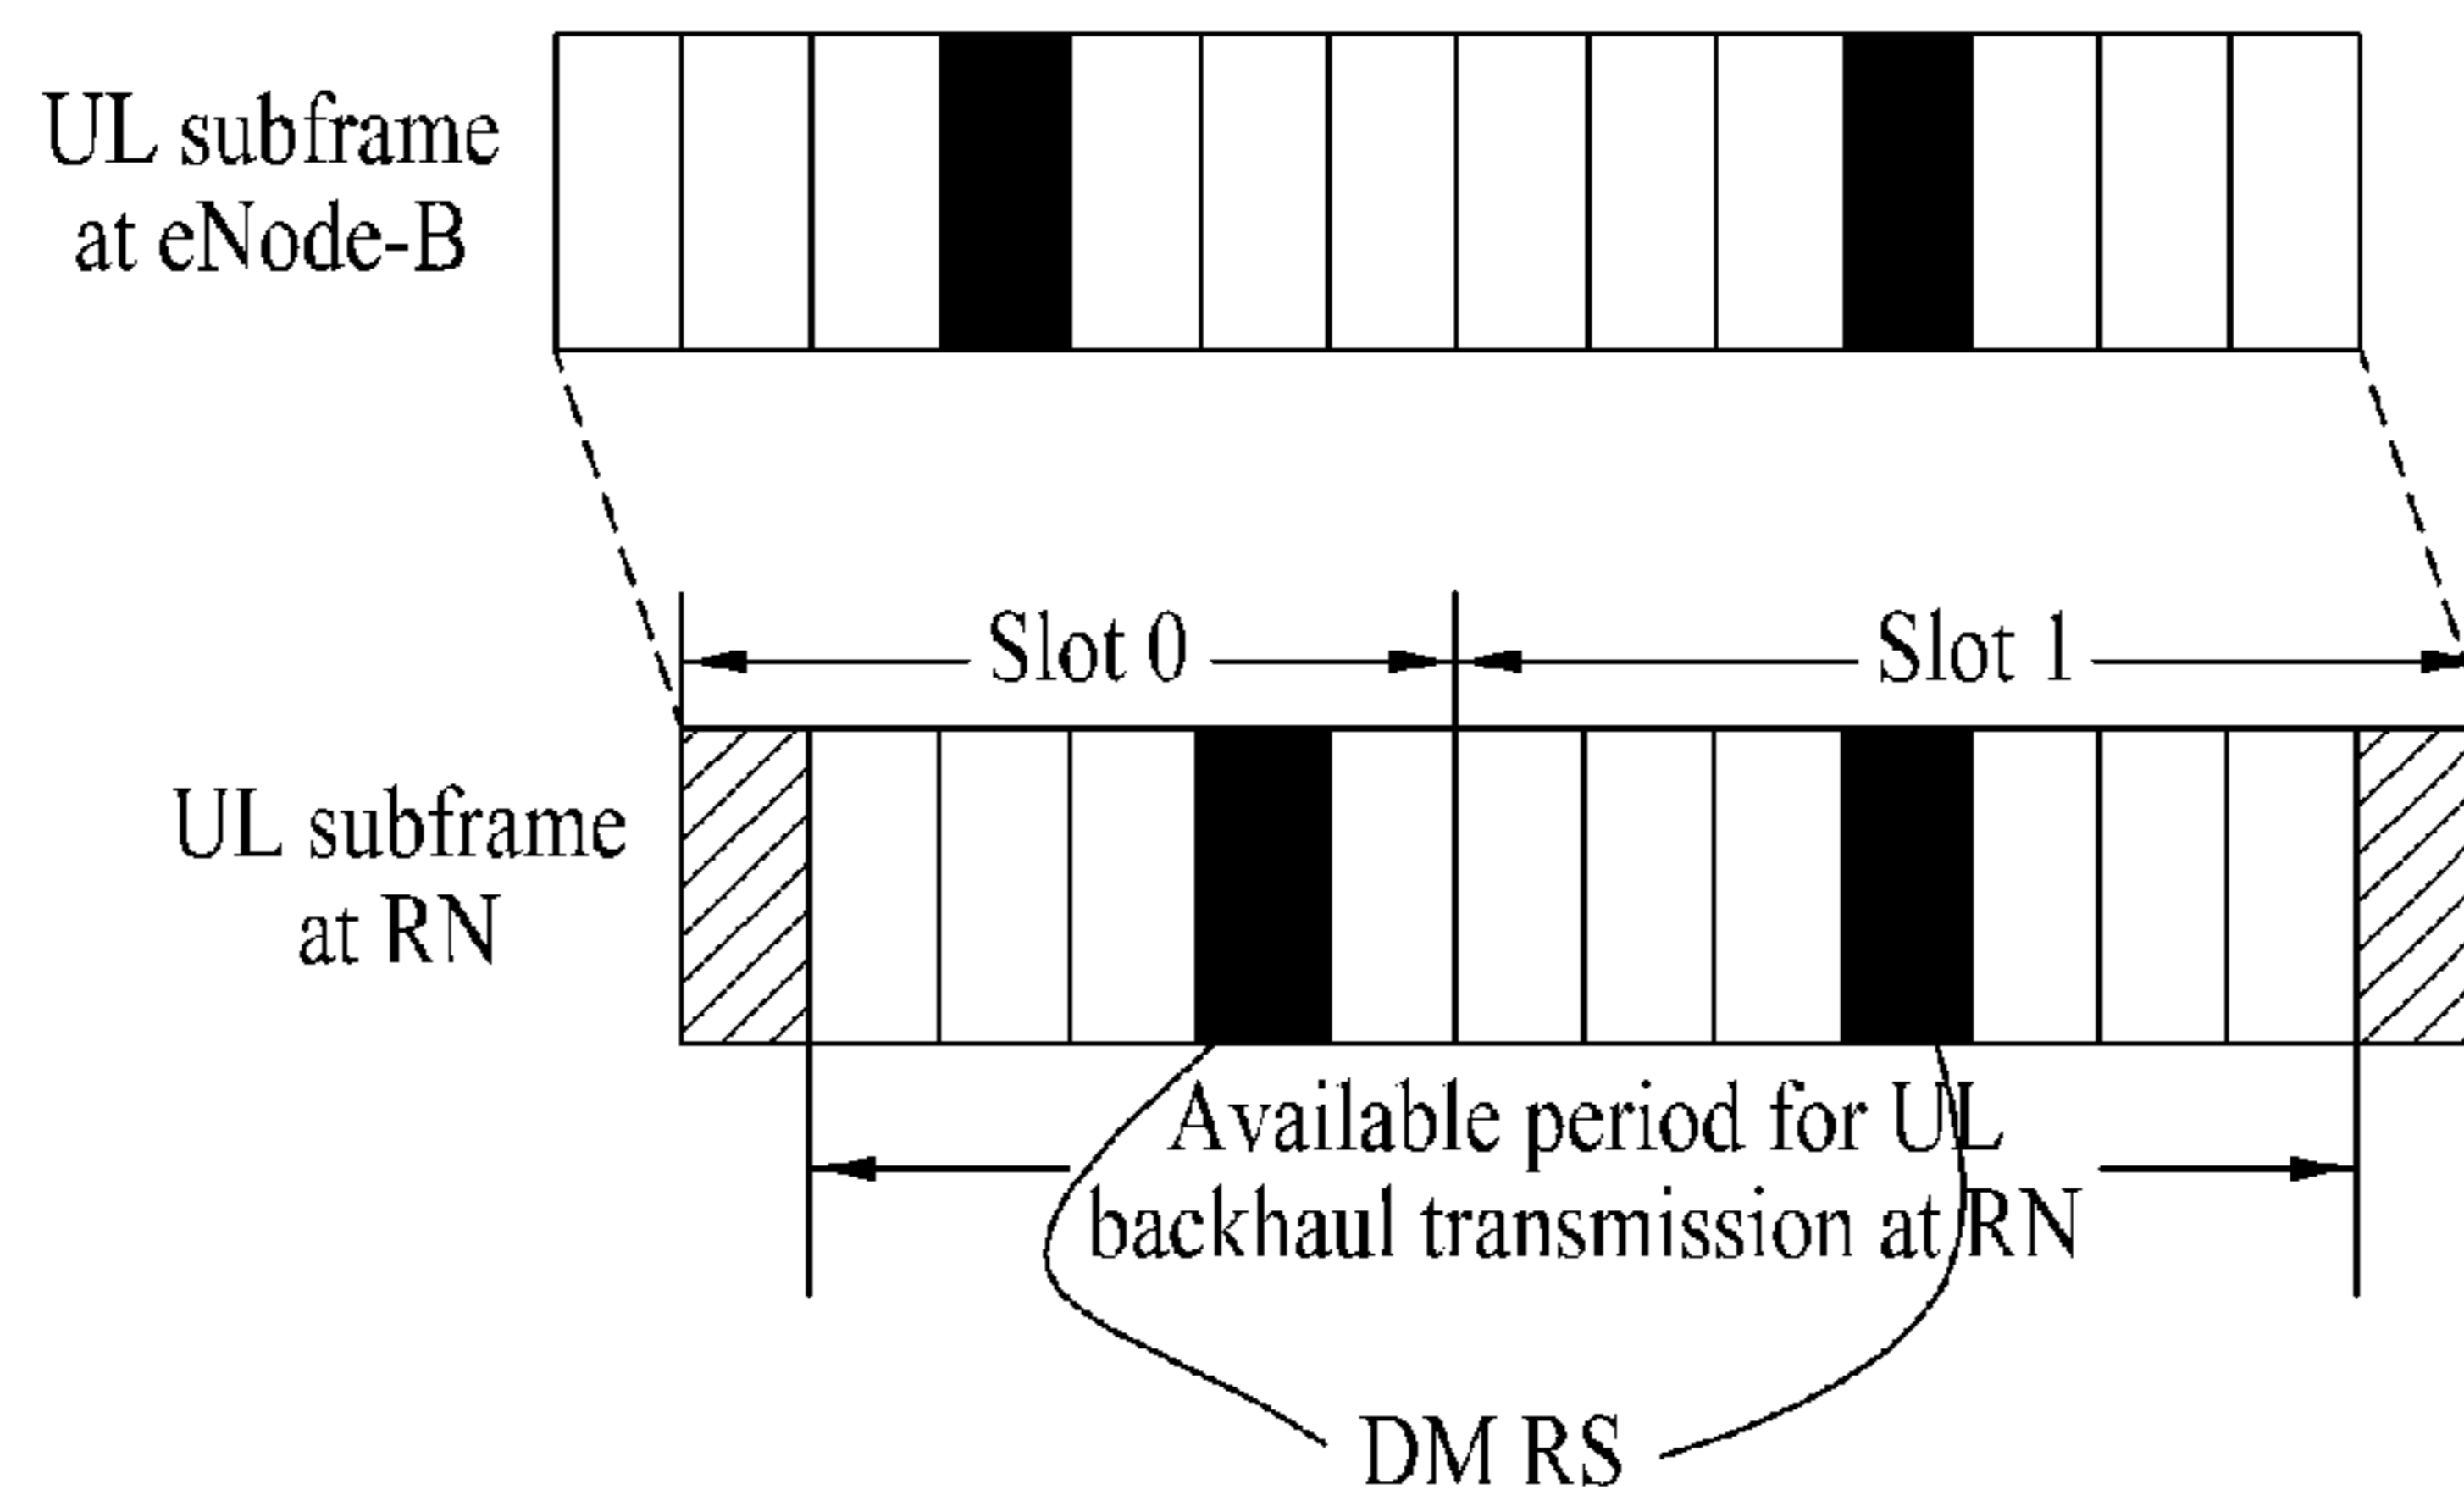 UL subframe
at eNode-B
Slot 0
Slot 1
UL subframe
at RN
Available period for UL
backhaul transmission at RN
DM RS